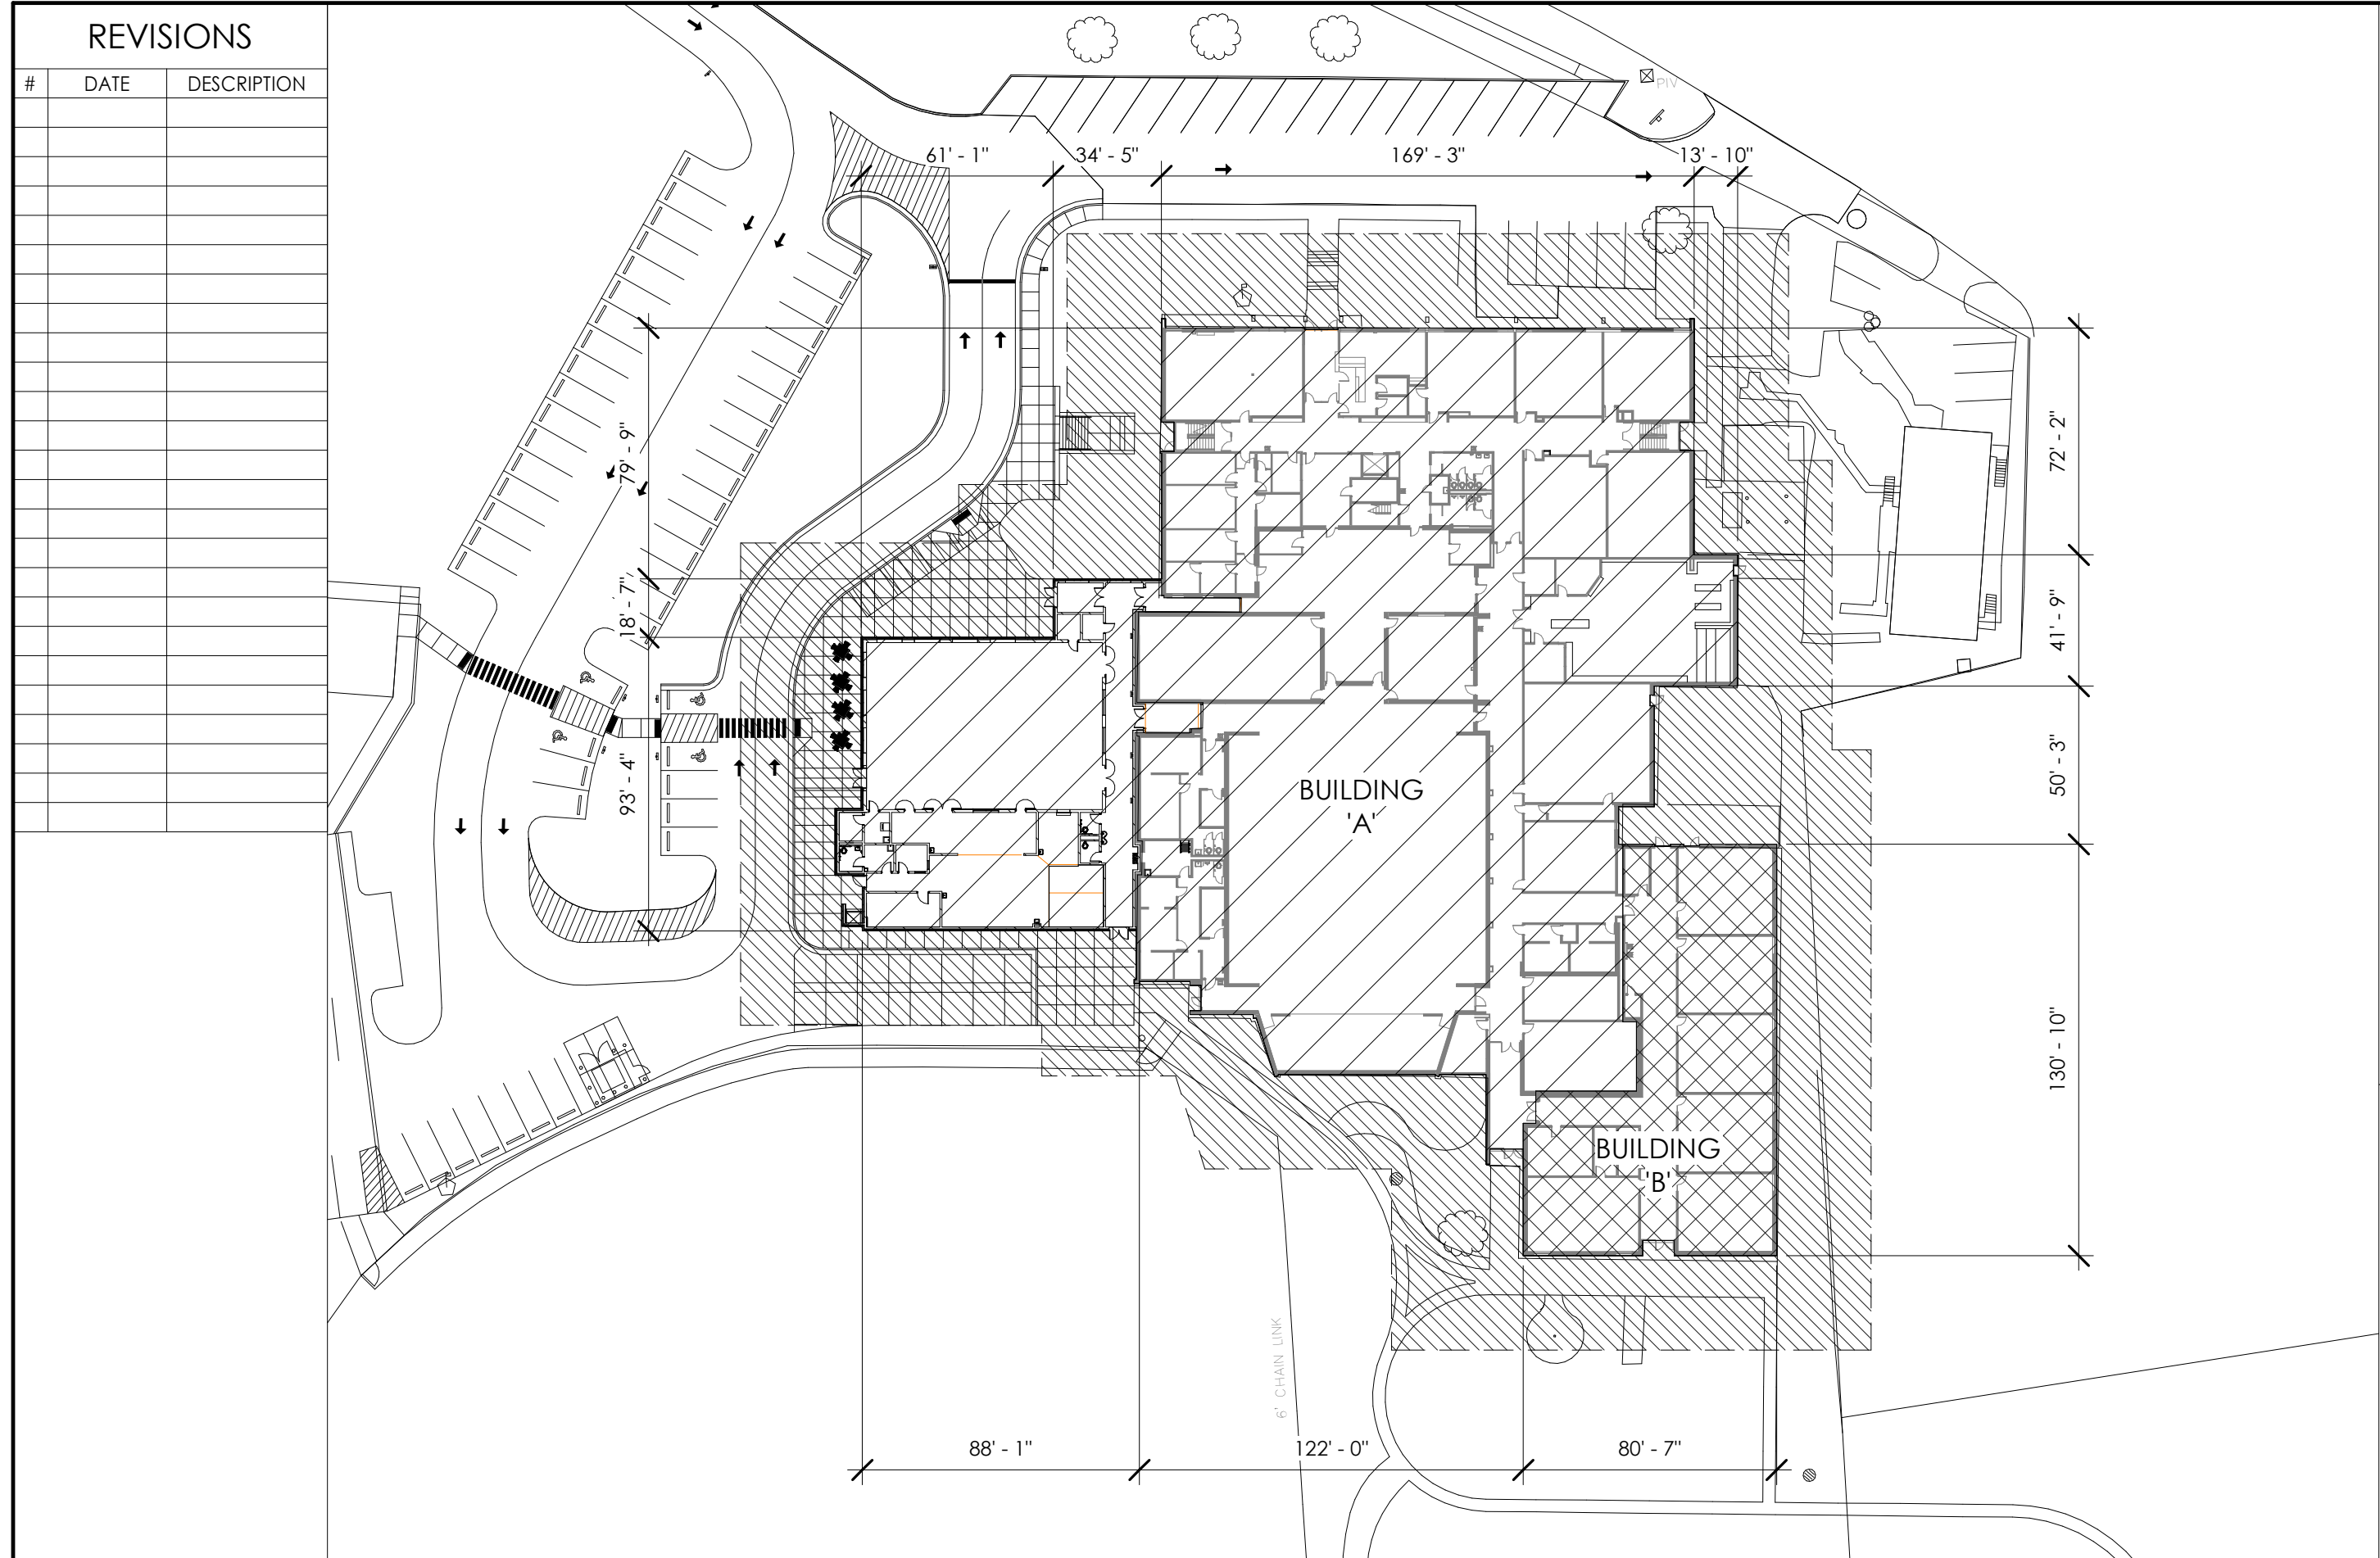 REVISIONS
# DATE DESCRIPTION
PIV
61' - 1" 34' - 5" 169' - 3" 13' - 10"
79' - 9"
18' - 7"
93' - 4"
72' - 2"
41' - 9"
50' - 3"
130' - 10"
BUILDING
'A'
BUILDING
'B'
6' CHAIN LINK
88' - 1" 122' - 0" 80' - 7"